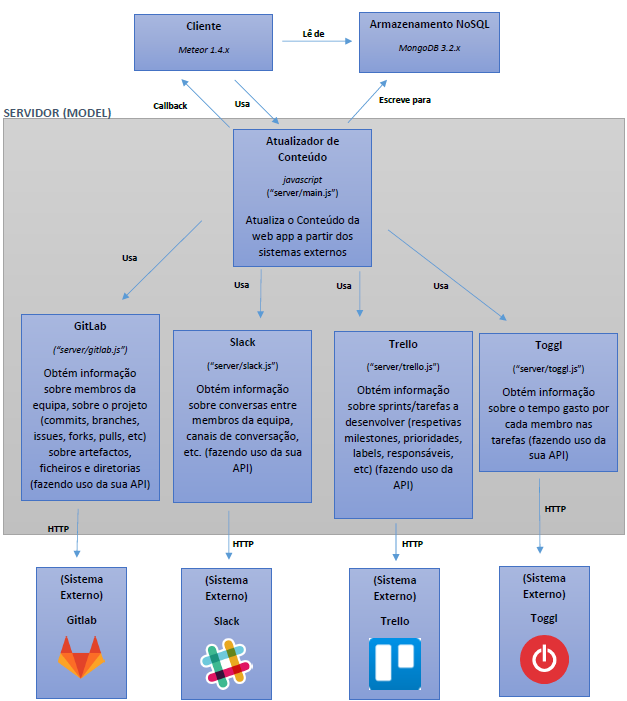 Cliente
Meteor 1.4.x
Lê de
Armazenamento NoSQL
MongoDB 3.2.x
Callback
Usa
Escreve para
SERVIDOR (MODEL)
Atualizador de
Conteúdo
javascript
("server/main.js")
Atualiza o Conteúdo da
web app a partir dos
sistemas externos
Usa
Usa
Usa
Usa
GitLab
("server/gitlab.js")
Obtém informação
sobre membros da
equipa, sobre o projeto
(commits, branches,
issues, forks, pulls, etc)
sobre artefactos,
ficheiros e diretorias
(fazendo uso da sua API)
Slack
("server/slack.js")
Obtém informação
sobre conversas entre
membros da equipa,
canais de conversação,
etc. (fazendo uso da sua
API)
Trello
("server/trello.js")
Obtém informação
sobre sprints/tarefas a
desenvolver (respetivas
milestones, prioridades,
labels, responsáveis,
etc) (fazendo uso da
API)
Toggl
("server/toggl.js")
Obtém informação
sobre o tempo gasto por
cada membro nas
tarefas (fazendo uso da
sua API)
HTTP
HTTP
HTTP
HTTP
(Sistema
Externo)
Gitlab
(Sistema
Externo)
Slack
(Sistema
Externo)
Trello
(Sistema
Externo)
Toggl